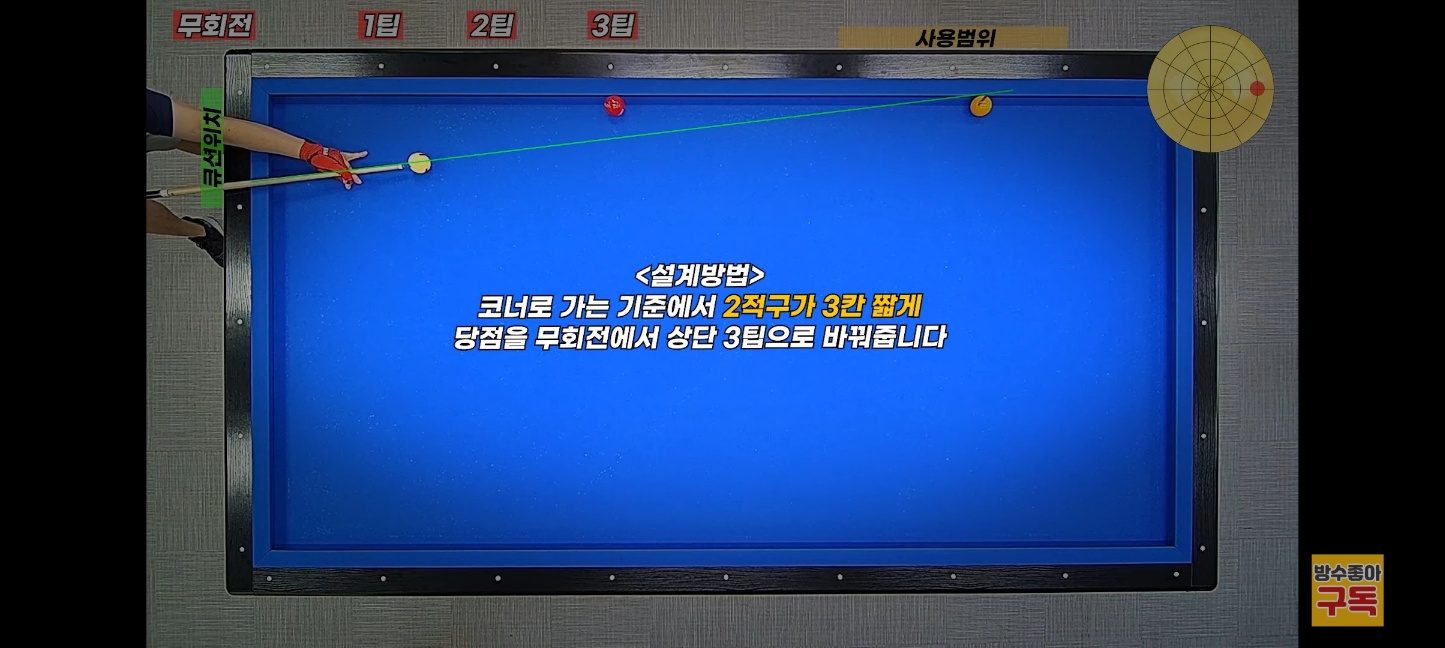 무회전 1팁 2팁 3팁
사용범위
큐선위치
<설계방법>
코너로 가는 기준에서 2적구가 3칸 짧게
당점을 무회전에서 상단 3팁으로 바꿔줍니다
방수좋아
구독